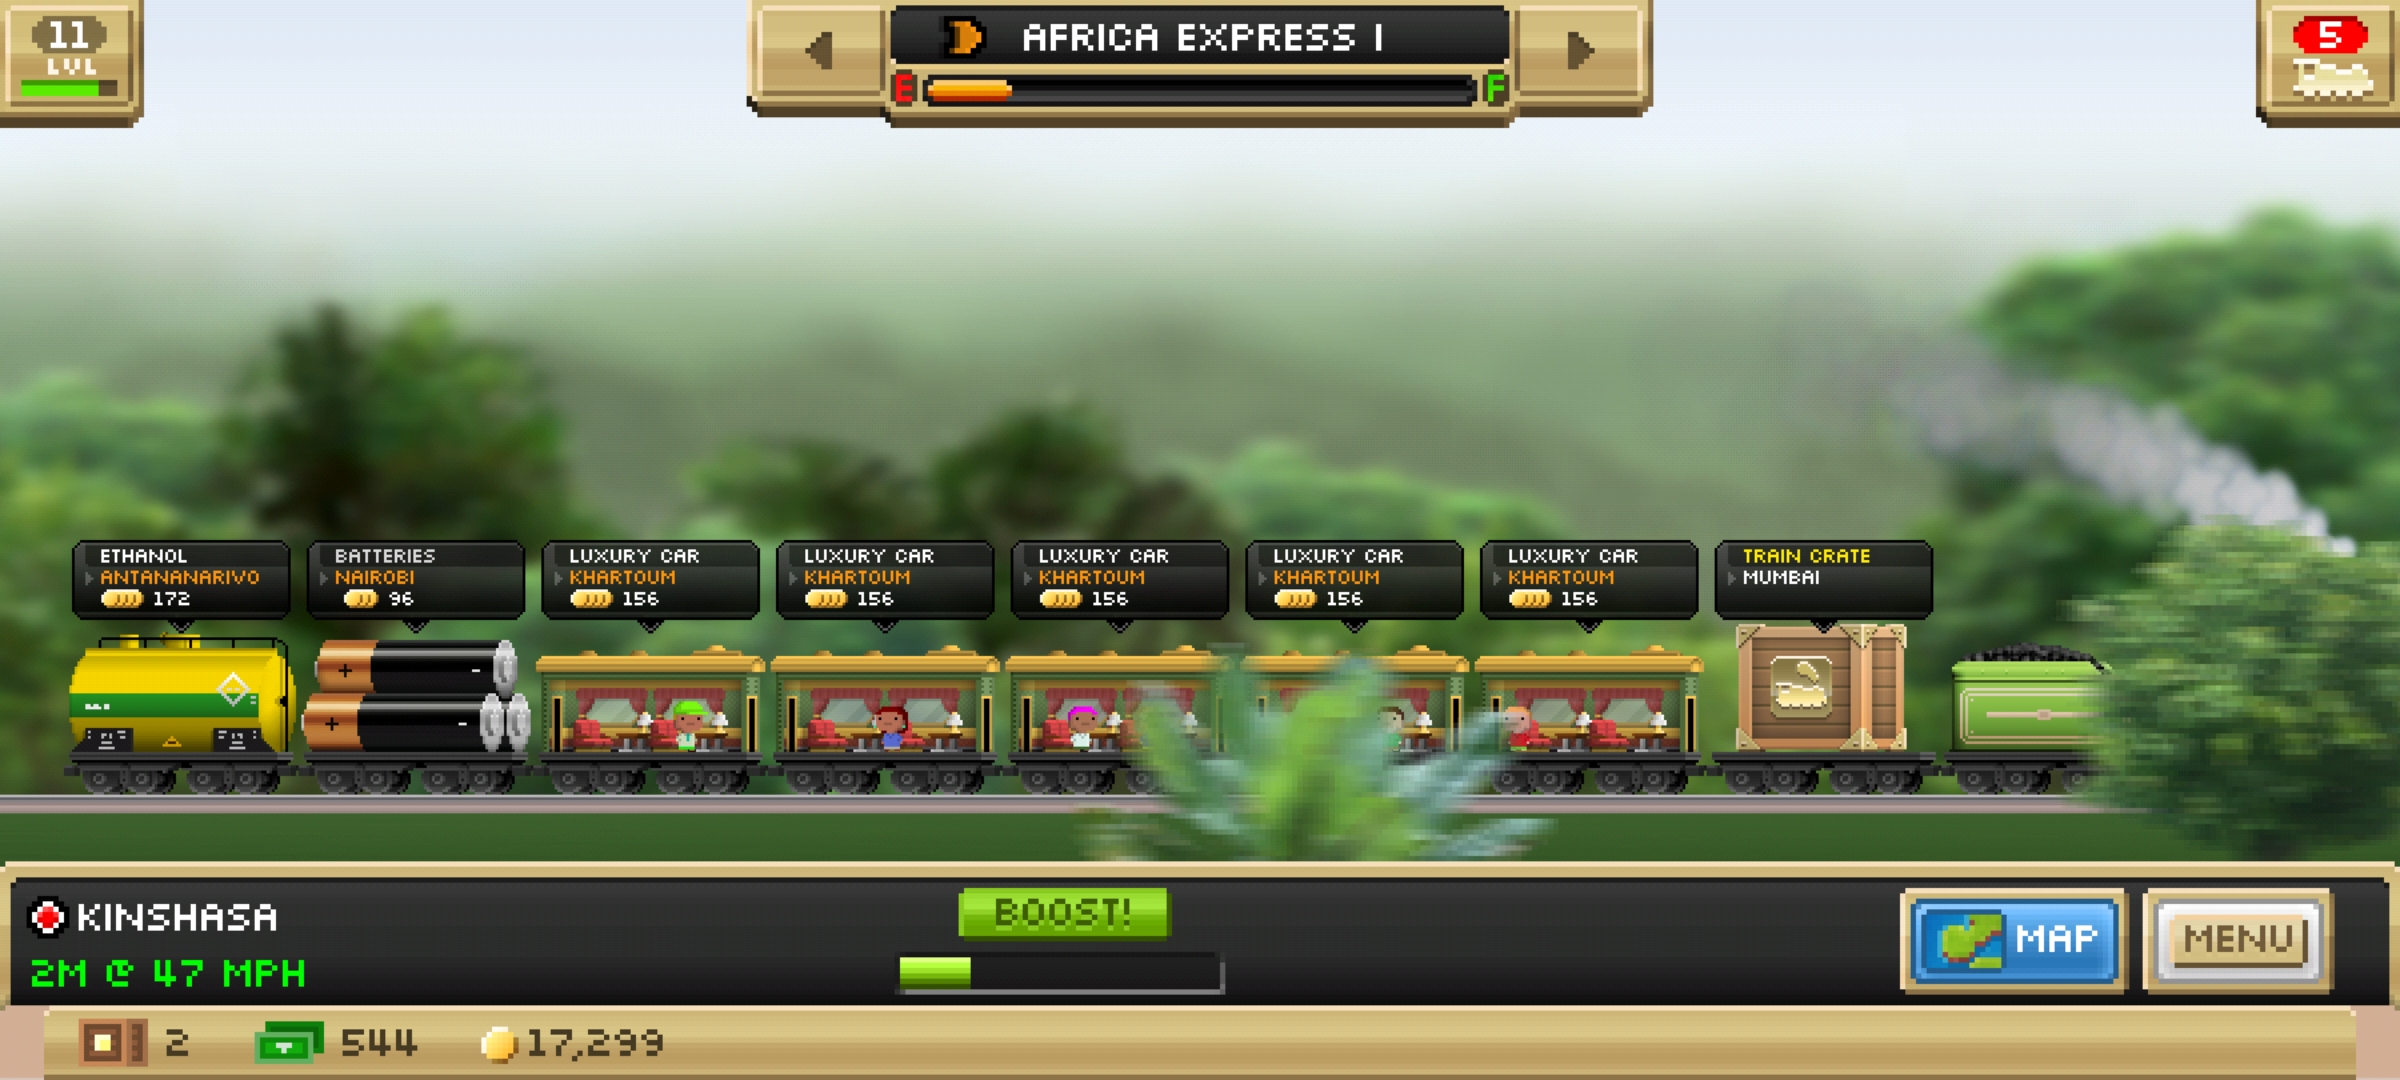 11
LVL
AFRICA EXPRESS I
E
F
5
ETHANOL
ANTANANARIVO
172
BATTERIES
NAIROBI
96
LUXURY CAR
KHARTOUM
156
LUXURY CAR
KHARTOUM
156
LUXURY CAR
KHARTOUM
156
LUXURY CAR
KHARTOUM
156
LUXURY CAR
KHARTOUM
156
TRAIN CRATE
MUMBAI
+ -
+ -
KINSHASA
2M @ 47 MPH
BOOST!
MAP
MENU
2
544
17,299